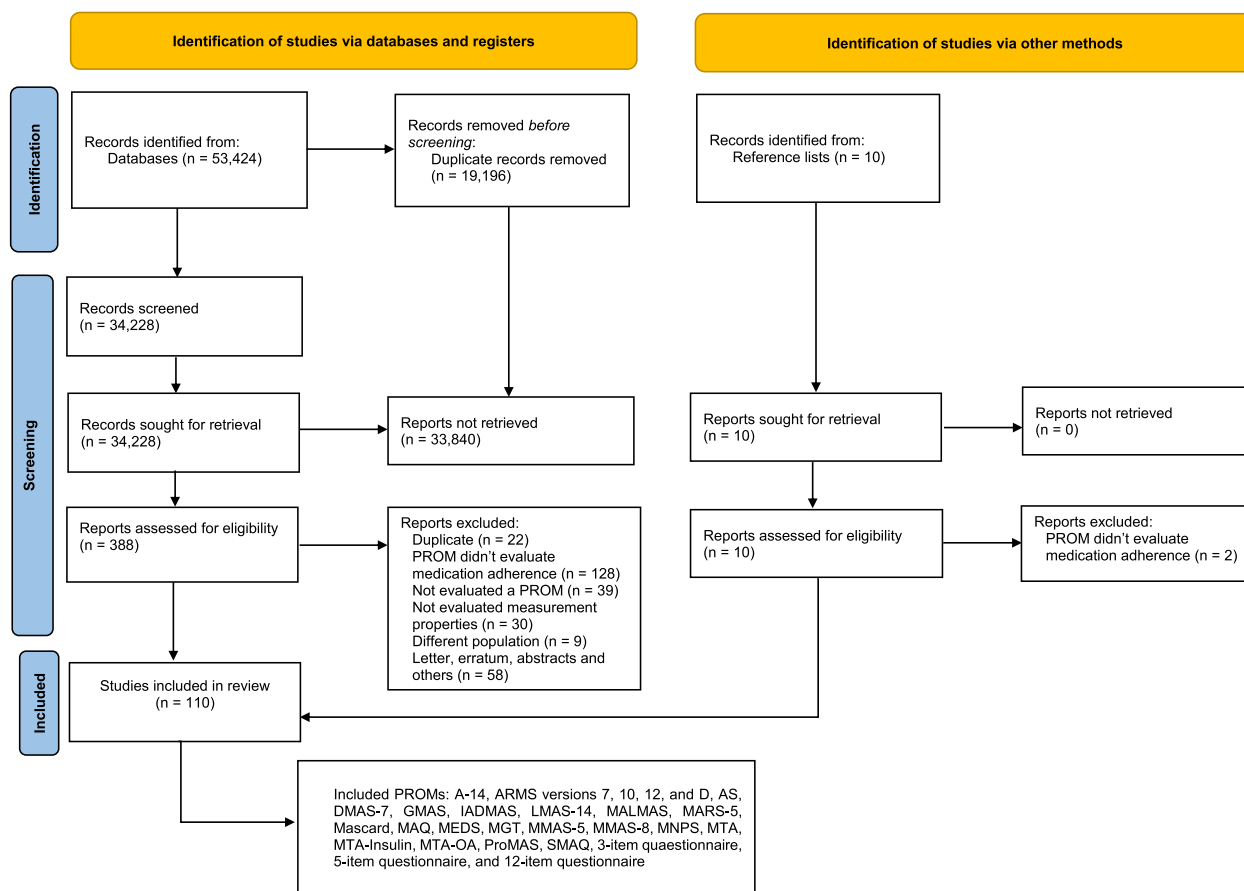 Identification of studies via databases and registers
Identification of studies via other methods
Identification
Records identified from:
Databases (n = 53,424)
Records removed before
screening:
Duplicate records removed
(n = 19,196)
Records identified from:
Reference lists (n = 10)
Screening
Records screened
(n = 34,228)
Records sought for retrieval
(n = 34,228)
Reports not retrieved
(n = 33,840)
Reports sought for retrieval
(n = 10)
Reports not retrieved
(n = 0)
Reports assessed for eligibility
(n = 388)
Reports excluded:
Duplicate (n = 22)
PROM didn't evaluate
medication adherence (n = 128)
Not evaluated a PROM (n = 39)
Not evaluated measurement
properties (n = 30)
Different population (n = 9)
Letter, erratum, abstracts and
others (n = 58)
Reports assessed for eligibility
(n = 10)
Reports excluded:
PROM didn't evaluate
medication adherence (n = 2)
Included
Studies included in review
(n = 110)
Included PROMs: A-14, ARMS versions 7, 10, 12, and D, AS,
DMAS-7, GMAS, IADMAS, LMAS-14, MALMAS, MARS-5,
Mascard, MAQ, MEDS, MGT, MMAS-5, MMAS-8, MNPS, MTA,
MTA-Insulin, MTA-OA, ProMAS, SMAQ, 3-item quaestionnaire,
5-item questionnaire, and 12-item questionnaire